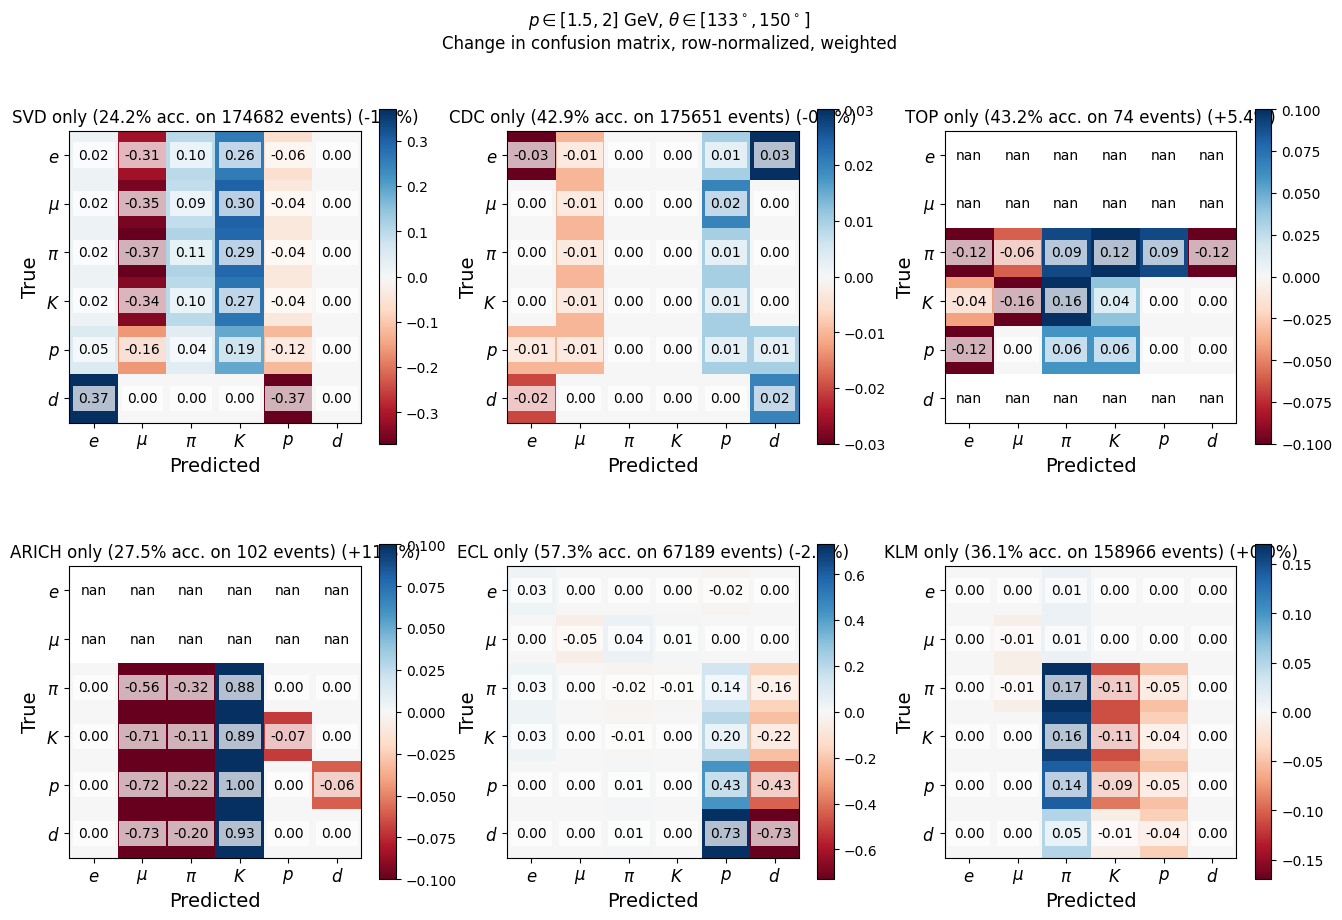 p ∈ [1.5, 2] GeV, θ ∈ [133°, 150°]
Change in confusion matrix, row-normalized, weighted
SVD only (24.2% acc. on 174682 events)
True
e 0.02 -0.31 0.10 0.26 -0.06 0.00
μ 0.02 -0.35 0.09 0.30 -0.04 0.00
π 0.02 -0.37 0.11 0.29 -0.04 0.00
K 0.02 -0.34 0.10 0.27 -0.04 0.00
p 0.05 -0.16 0.04 0.19 -0.12 0.00
d 0.37 0.00 0.00 0.00 -0.37 0.00
e μ π K p d
Predicted
0.3
0.2
0.1
0.0
−0.1
−0.2
−0.3
CDC only (42.9% acc. on 175651 events)
True
e -0.03 -0.01 0.00 0.00 0.01 0.03
μ 0.00 -0.01 0.00 0.00 0.02 0.00
π 0.00 -0.01 0.00 0.00 0.01 0.00
K 0.00 -0.01 0.00 0.00 0.01 0.00
p -0.01 -0.01 0.00 0.00 0.01 0.01
d -0.02 0.00 0.00 0.00 0.00 0.02
e μ π K p d
Predicted
0.03
0.02
0.01
0.00
−0.01
−0.02
−0.03
TOP only (43.2% acc. on 74 events)
True
e nan nan nan nan nan nan
μ nan nan nan nan nan nan
π -0.12 -0.06 0.09 0.12 0.09 -0.12
K -0.04 -0.16 0.16 0.04 0.00 0.00
p -0.12 0.00 0.06 0.06 0.00 0.00
d nan nan nan nan nan nan
e μ π K p d
Predicted
0.100
0.075
0.050
0.025
0.000
−0.025
−0.050
−0.075
−0.100
ARICH only (27.5% acc. on 102 events)
True
e nan nan nan nan nan nan
μ nan nan nan nan nan nan
π 0.00 -0.56 -0.32 0.88 0.00 0.00
K 0.00 -0.71 -0.11 0.89 -0.07 0.00
p 0.00 -0.72 -0.22 1.00 0.00 -0.06
d 0.00 -0.73 -0.20 0.93 0.00 0.00
e μ π K p d
Predicted
0.100
0.075
0.050
0.025
0.000
−0.025
−0.050
−0.075
−0.100
ECL only (57.3% acc. on 67189 events)
True
e 0.03 0.00 0.00 0.00 -0.02 0.00
μ 0.00 -0.05 0.04 0.01 0.00 0.00
π 0.03 0.00 -0.02 -0.01 0.14 -0.16
K 0.03 0.00 -0.01 0.00 0.20 -0.22
p 0.00 0.00 0.01 0.00 0.43 -0.43
d 0.00 0.00 0.01 0.00 0.73 -0.73
e μ π K p d
Predicted
0.6
0.4
0.2
0.0
−0.2
−0.4
−0.6
KLM only (36.1% acc. on 158966 events)
True
e 0.00 0.00 0.01 0.00 0.00 0.00
μ 0.00 -0.01 0.01 0.00 0.00 0.00
π 0.00 -0.01 0.17 -0.11 -0.05 0.00
K 0.00 0.00 0.16 -0.11 -0.04 0.00
p 0.00 0.00 0.14 -0.09 -0.05 0.00
d 0.00 0.00 0.05 -0.01 -0.04 0.00
e μ π K p d
Predicted
0.15
0.10
0.05
0.00
−0.05
−0.10
−0.15